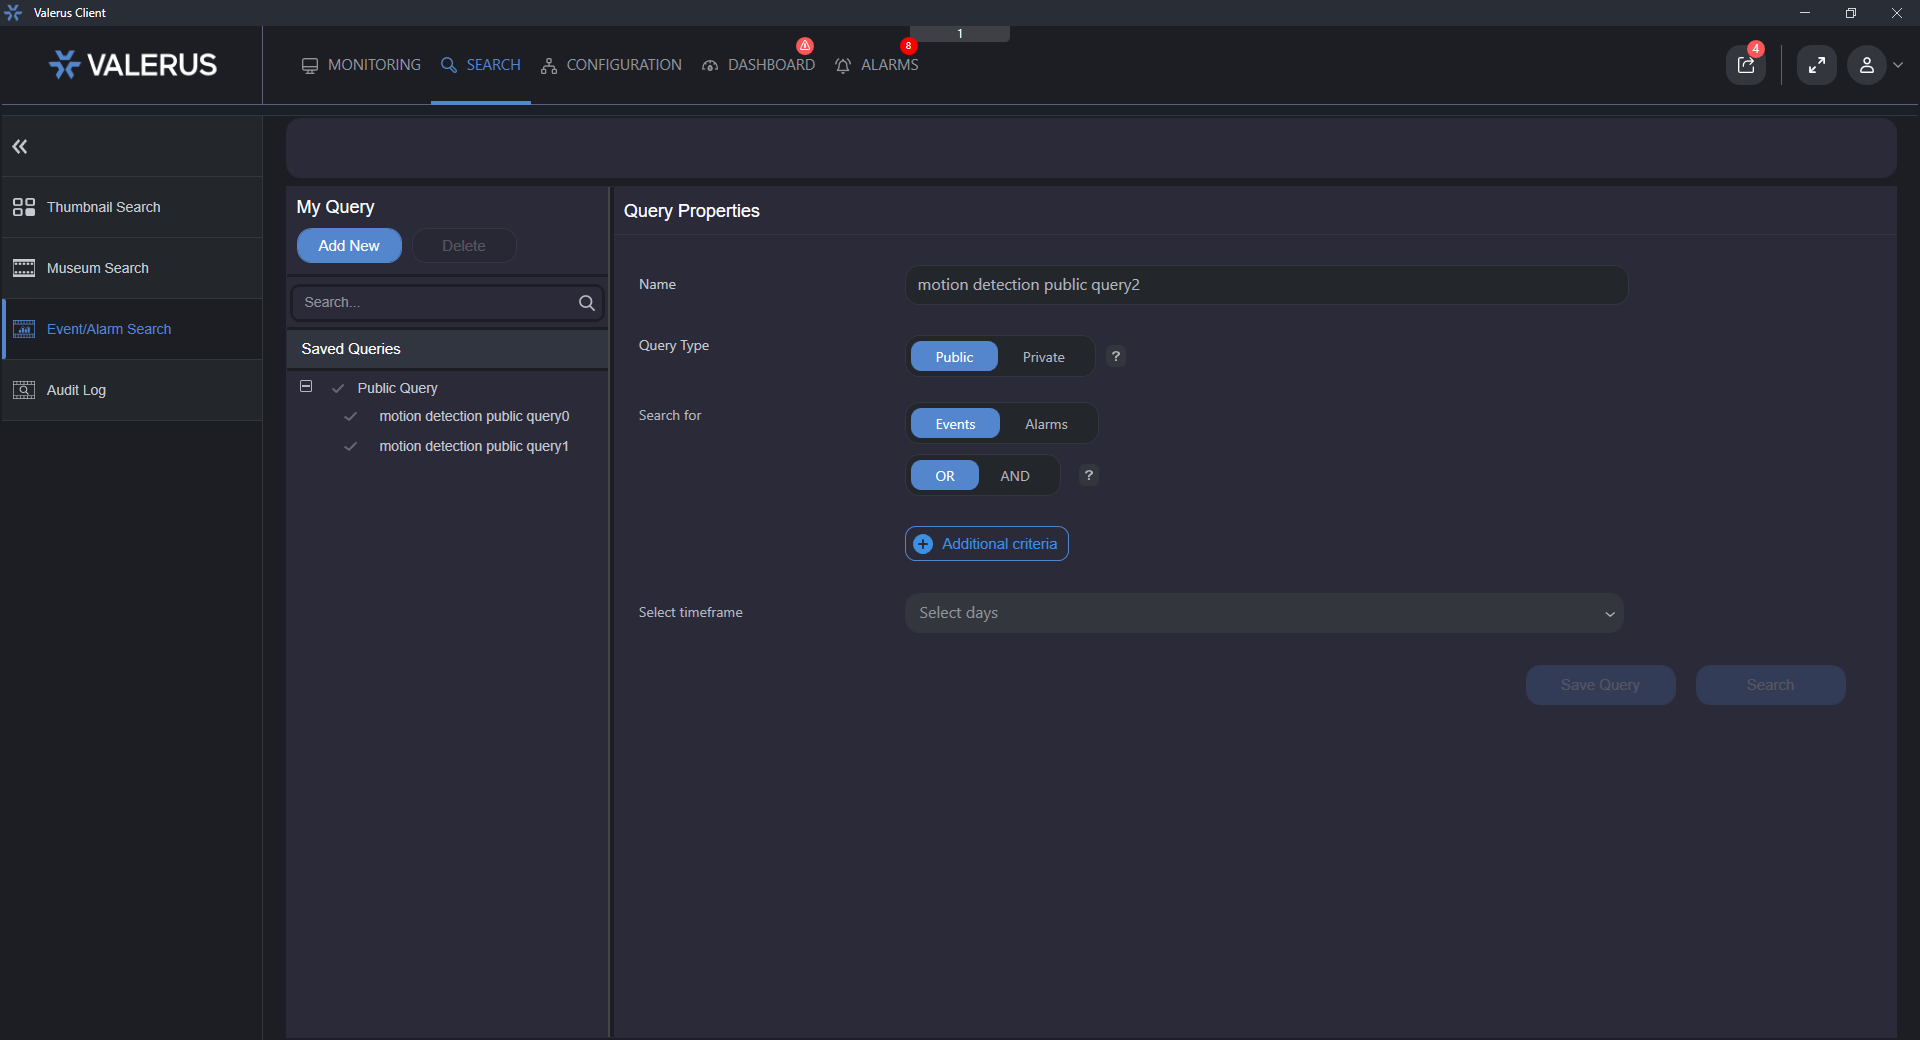 Valerus Client
1
VALERUS
MONITORING
SEARCH
CONFIGURATION
DASHBOARD
8
ALARMS
4
Thumbnail Search
Museum Search
Event/Alarm Search
Audit Log
My Query
Add New
Delete
Search...
Saved Queries
Public Query
motion detection public query0
motion detection public query1
Query Properties
Name
motion detection public query2
Query Type
Public
Private
?
Search for
Events
Alarms
OR
AND
?
Additional criteria
Select timeframe
Select days
Save Query
Search